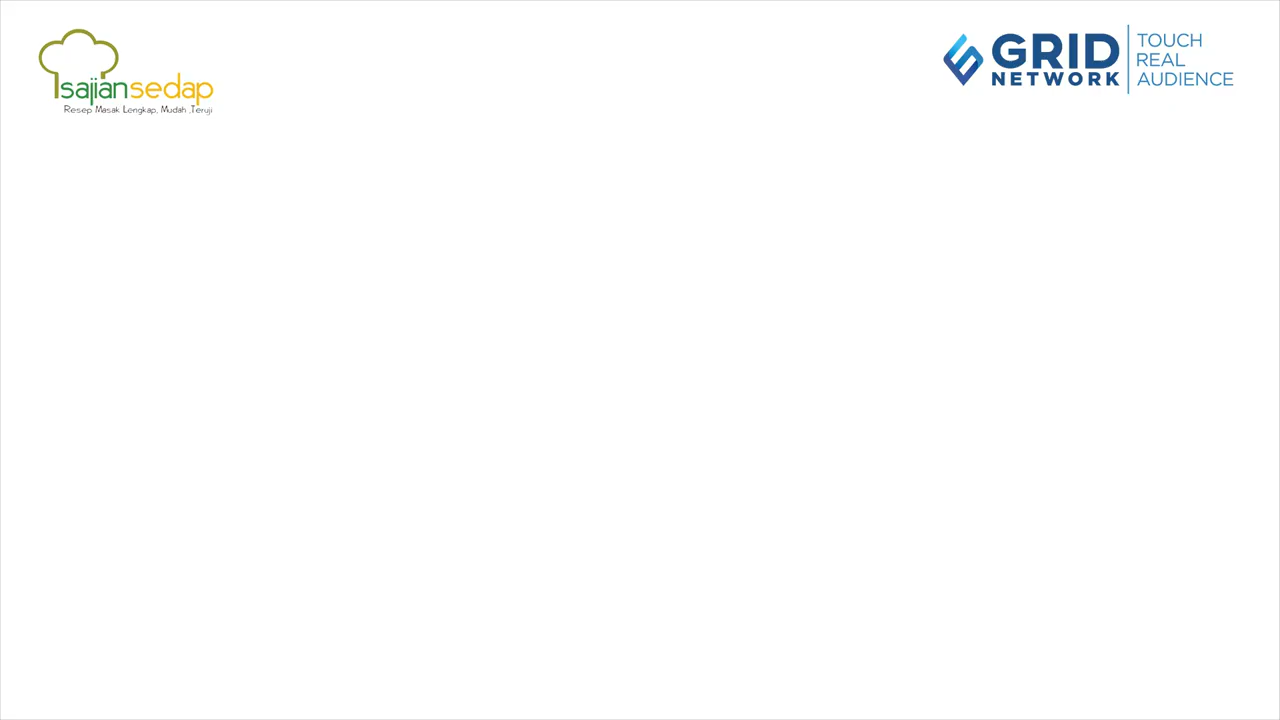 sajiansedap
Resep Masak Lengkap, Mudah ,Teruji
GRID
NETWORK
TOUCH
REAL
AUDIENCE